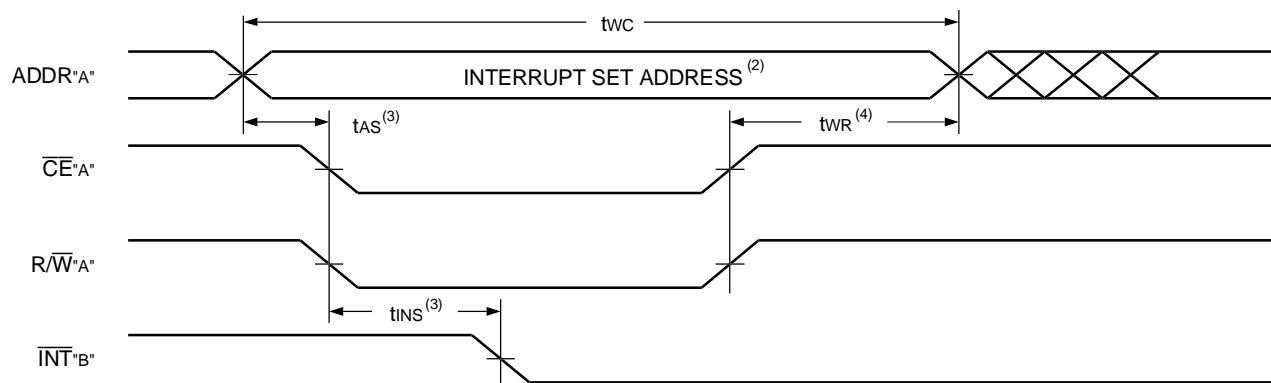 tWC
ADDR"A"
INTERRUPT SET ADDRESS(2)
tAS(3)
tWR(4)
CE"A"
R/W"A"
tINS(3)
INT"B"